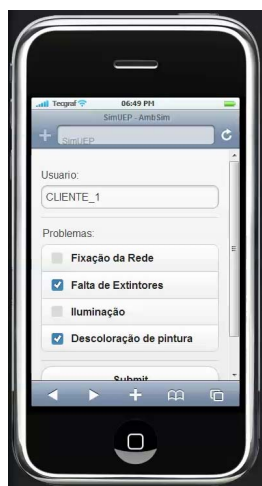 Tecgraf 06:49 PM
SimUEP - AmbSim
SimUEP
Usuario:
CLIENTE_1
Problemas:
Fixação da Rede
Falta de Extintores
Iluminação
Descoloração de pintura
Submit